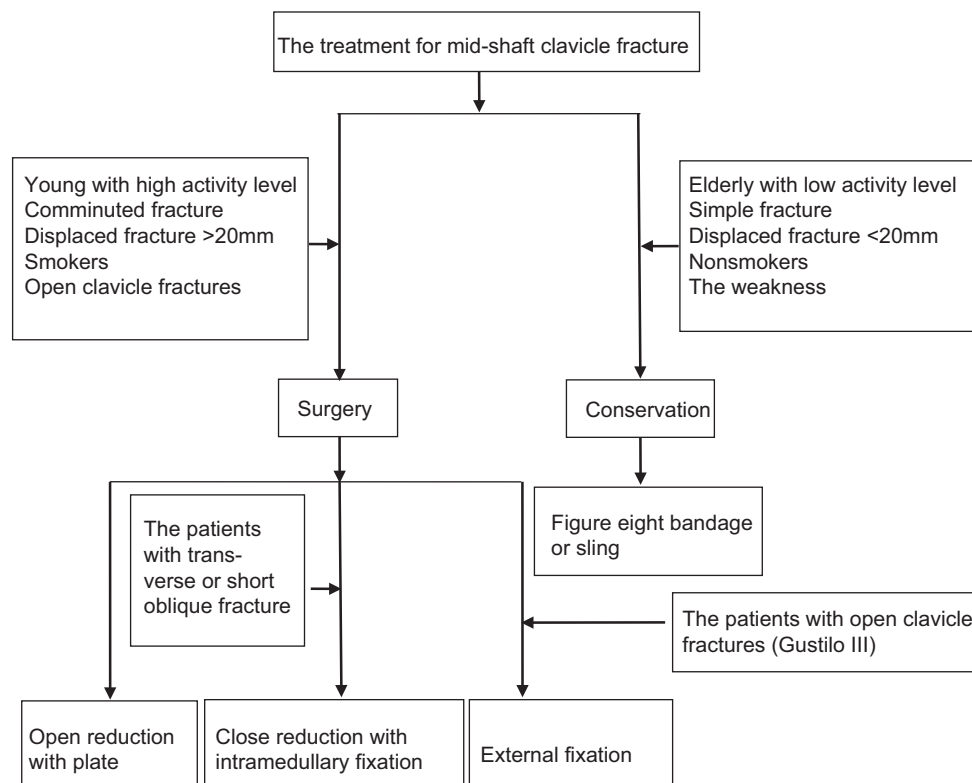 The treatment for mid-shaft clavicle fracture
Young with high activity level
Comminuted fracture
Displaced fracture >20mm
Smokers
Open clavicle fractures
Elderly with low activity level
Simple fracture
Displaced fracture <20mm
Nonsmokers
The weakness
Surgery
Conservation
The patients
with trans-
verse or short
oblique fracture
Figure eight bandage
or sling
The patients with open clavicle
fractures (Gustilo III)
Open reduction
with plate
Close reduction with
intramedullary fixation
External fixation